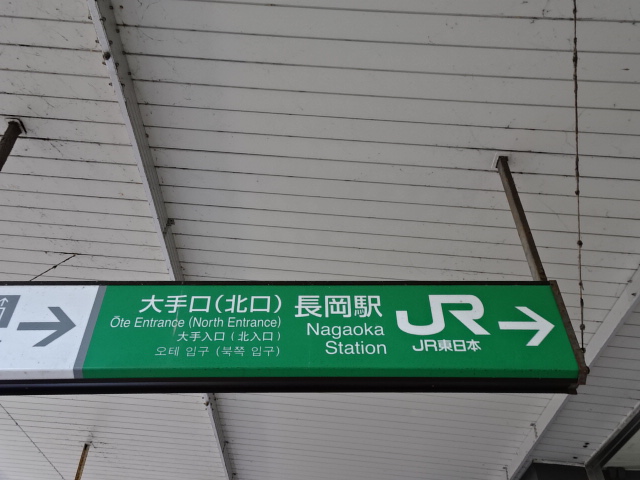 大手口(北口)
Ōte Entrance (North Entrance)
大手入口(北入口)
오테 입구 (북쪽 입구)
長岡駅
Nagaoka
Station
JR
JR東日本